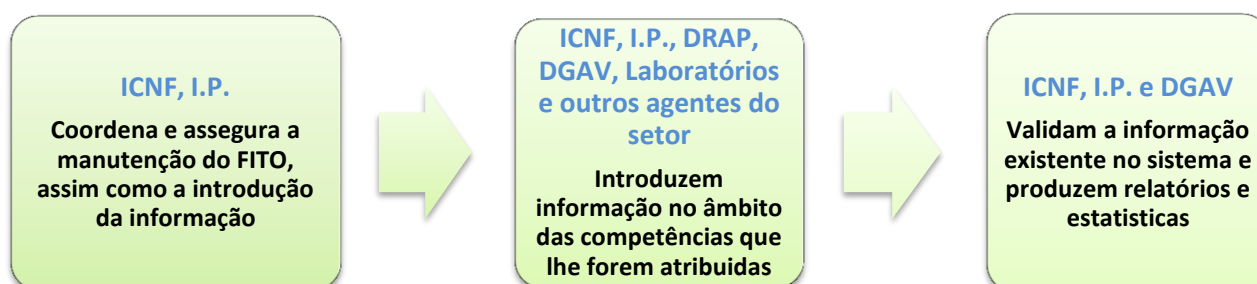 ICNF, I.P.
Coordena e assegura a
manutenção do FITO,
assim como a introdução
da informação
ICNF, I.P., DRAP,
DGAV, Laboratórios
e outros agentes do
setor
Introduzem
informação no âmbito
das competências que
lhe forem atribuidas
ICNF, I.P. e DGAV
Validam a informação
existente no sistema e
produzem relatórios e
estatisticas